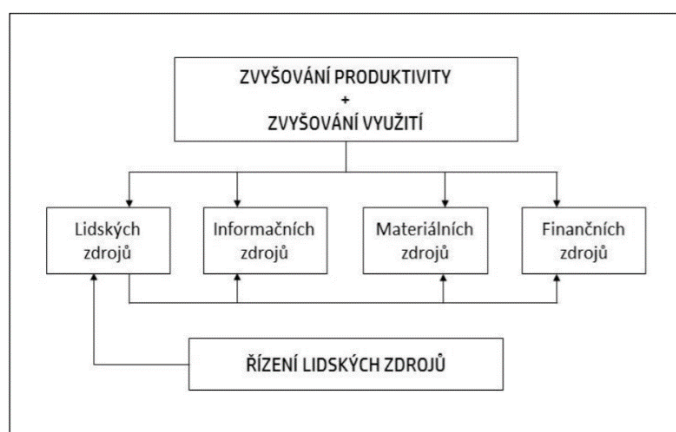 ZVYŠOVÁNÍ PRODUKTIVITY
+
ZVYŠOVÁNÍ VYUŽITÍ
Lidských
zdrojů
Informačních
zdrojů
Materiálních
zdrojů
Finančních
zdrojů
ŘÍZENÍ LIDSKÝCH ZDROJŮ